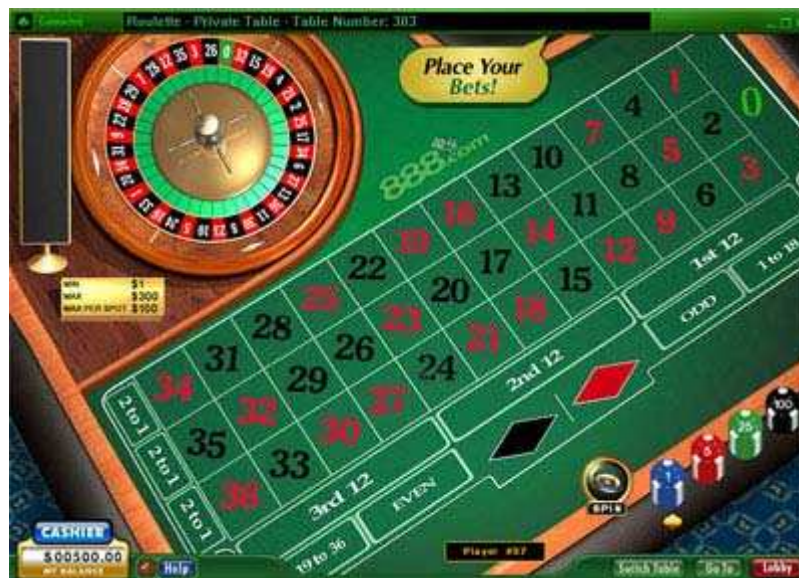 Roulette - Private Table - Table Number: 303
Place Your
Bets!
888.com
MIN $1
MAX $300
MAX PER SPOT $100
0
1
2
3
4
5
6
7
8
9
10
11
12
13
14
15
16
17
18
19
20
21
22
23
24
25
26
27
28
29
30
31
32
33
34
35
36
2 to 1
2 to 1
2 to 1
1st 12
2nd 12
3rd 12
1 to 18
ODD
EVEN
19 to 36
1
5
25
100
SPIN
CASHIER
$00500.00
MY BALANCE
Help
Player #87
Switch Table
Go To
Lobby